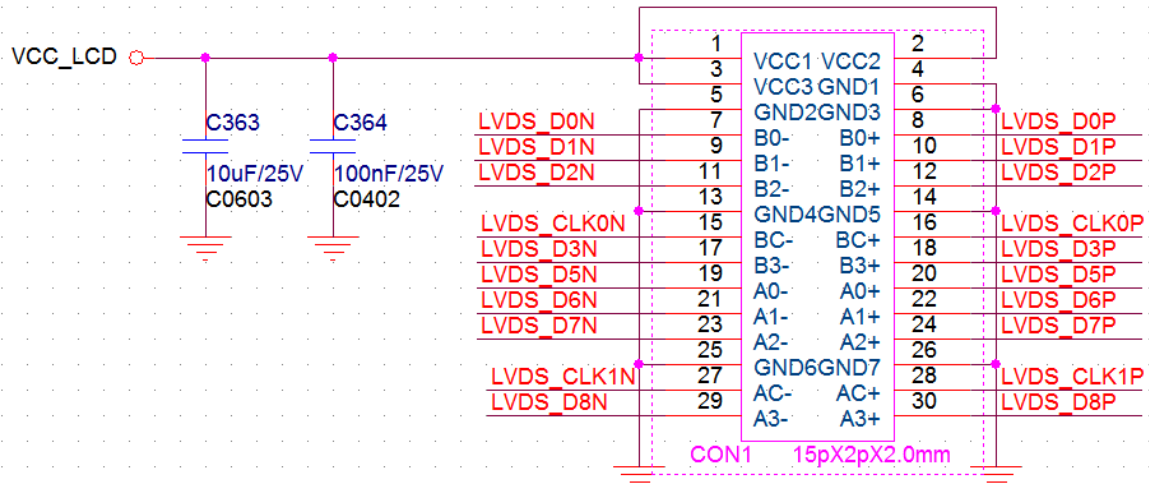 1 2
VCC_LCD VCC1 VCC2
3 4
VCC3 GND1
5 6
C363 C364 GND2 GND3
LVDS_D0N 7 8 LVDS_D0P
B0- B0+
LVDS_D1N 9 10 LVDS_D1P
10uF/25V 100nF/25V B1- B1+
LVDS_D2N 11 12 LVDS_D2P
C0603 C0402 B2- B2+
13 14
GND4 GND5
LVDS_CLK0N 15 16 LVDS_CLK0P
BC- BC+
LVDS_D3N 17 18 LVDS_D3P
B3- B3+
LVDS_D5N 19 20 LVDS_D5P
A0- A0+
LVDS_D6N 21 22 LVDS_D6P
A1- A1+
LVDS_D7N 23 24 LVDS_D7P
A2- A2+
25 26
GND6 GND7
LVDS_CLK1N 27 28 LVDS_CLK1P
AC- AC+
LVDS_D8N 29 30 LVDS_D8P
A3- A3+
CON1 15pX2pX2.0mm